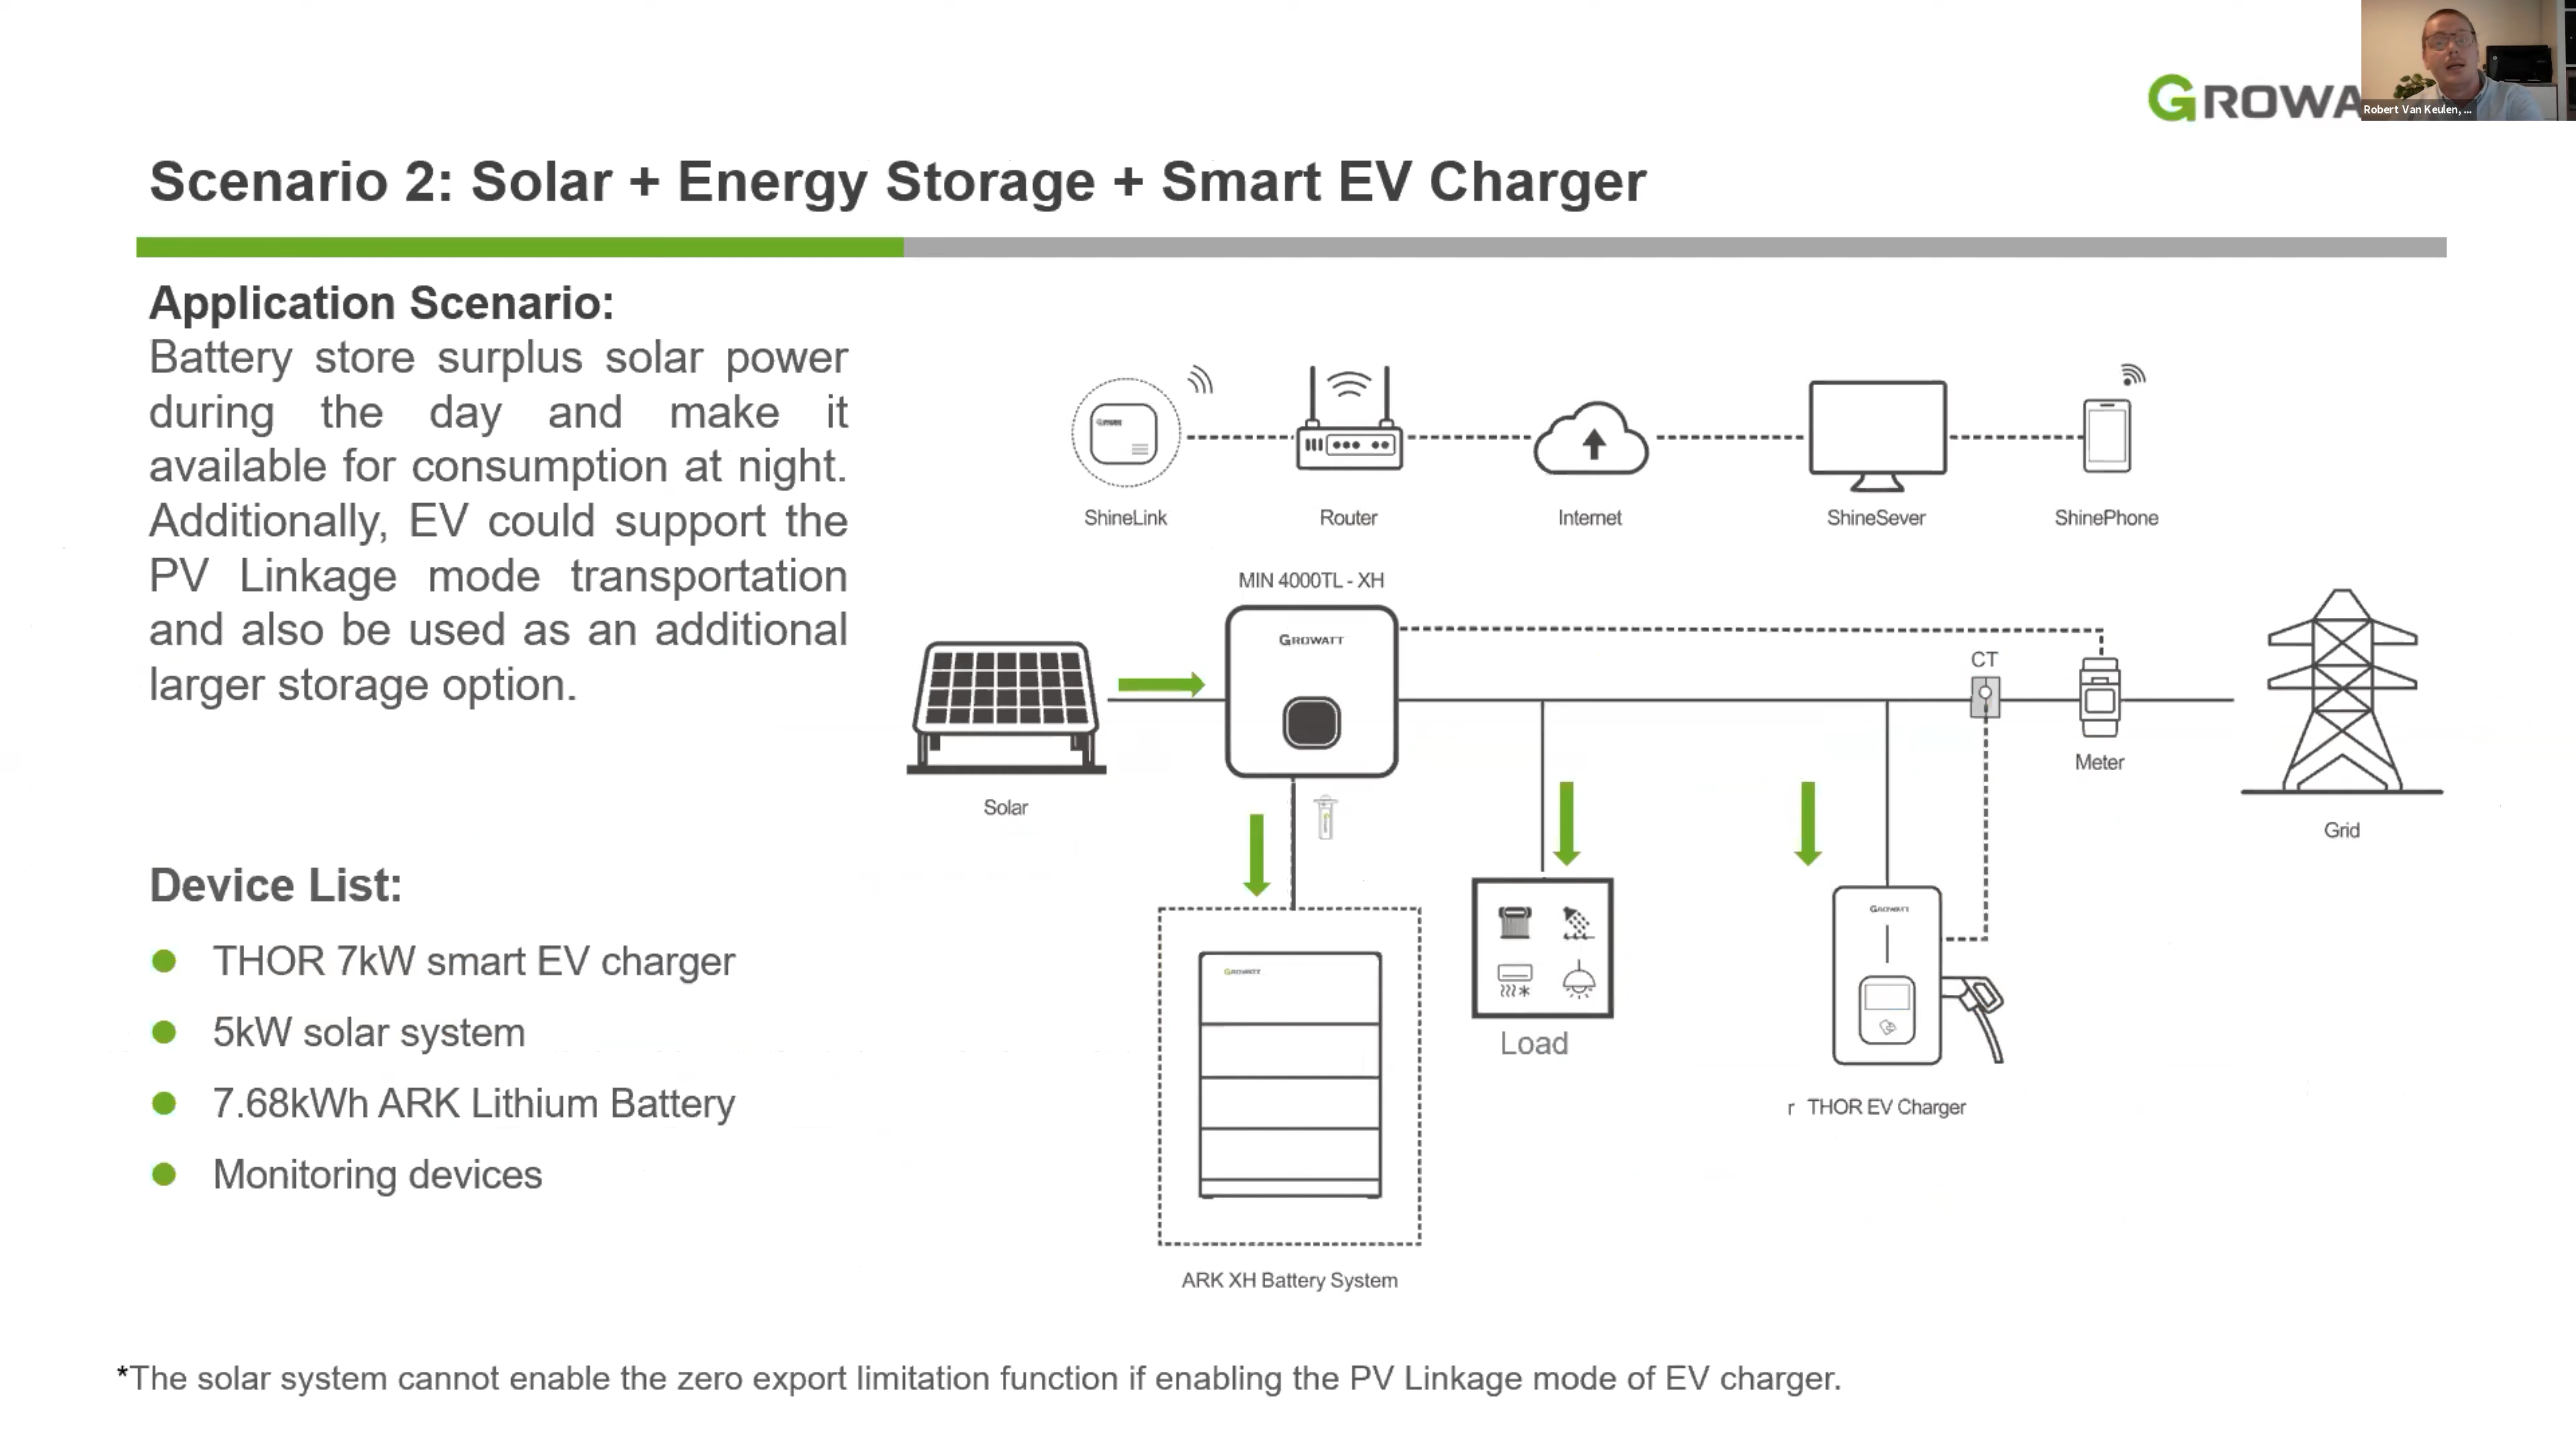 GROWA
Robert Van Keulen, ...
Scenario 2: Solar + Energy Storage + Smart EV Charger
Application Scenario:
Battery store surplus solar power
during the day and make it
available for consumption at night.
Additionally, EV could support the
PV Linkage mode transportation
and also be used as an additional
larger storage option.
Device List:
THOR 7kW smart EV charger
5kW solar system
7.68kWh ARK Lithium Battery
Monitoring devices
ShineLink
Router
Internet
ShineSever
ShinePhone
MIN 4000TL - XH
GROWATT
CT
Meter
Solar
Grid
GROWATT
GROWATT
Load
r THOR EV Charger
ARK XH Battery System
*The solar system cannot enable the zero export limitation function if enabling the PV Linkage mode of EV charger.